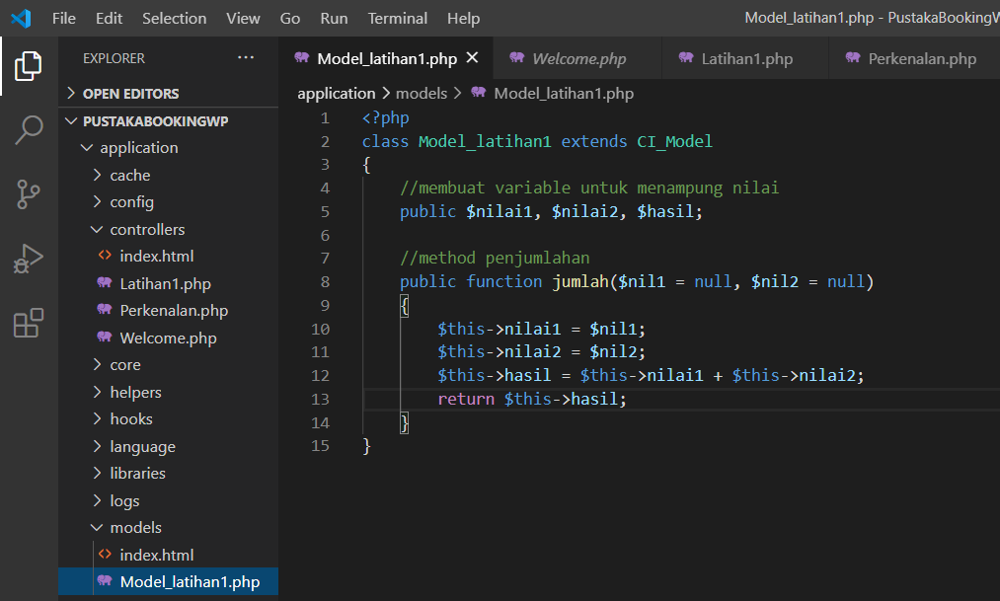 File Edit Selection View Go Run Terminal Help Model_latihan1.php - PustakaBookingW
EXPLORER ···
Model_latihan1.php Welcome.php Latihan1.php Perkenalan.php
OPEN EDITORS
PUSTAKABOOKINGWP
application
cache
config
controllers
index.html
Latihan1.php
Perkenalan.php
Welcome.php
core
helpers
hooks
language
libraries
logs
models
index.html
Model_latihan1.php
application > models > Model_latihan1.php
1 <?php
2 class Model_latihan1 extends CI_Model
3 {
4 //membuat variable untuk menampung nilai
5 public $nilai1, $nilai2, $hasil;
6
7 //method penjumlahan
8 public function jumlah($nil1 = null, $nil2 = null)
9 {
10 $this->nilai1 = $nil1;
11 $this->nilai2 = $nil2;
12 $this->hasil = $this->nilai1 + $this->nilai2;
13 return $this->hasil;
14 }
15 }